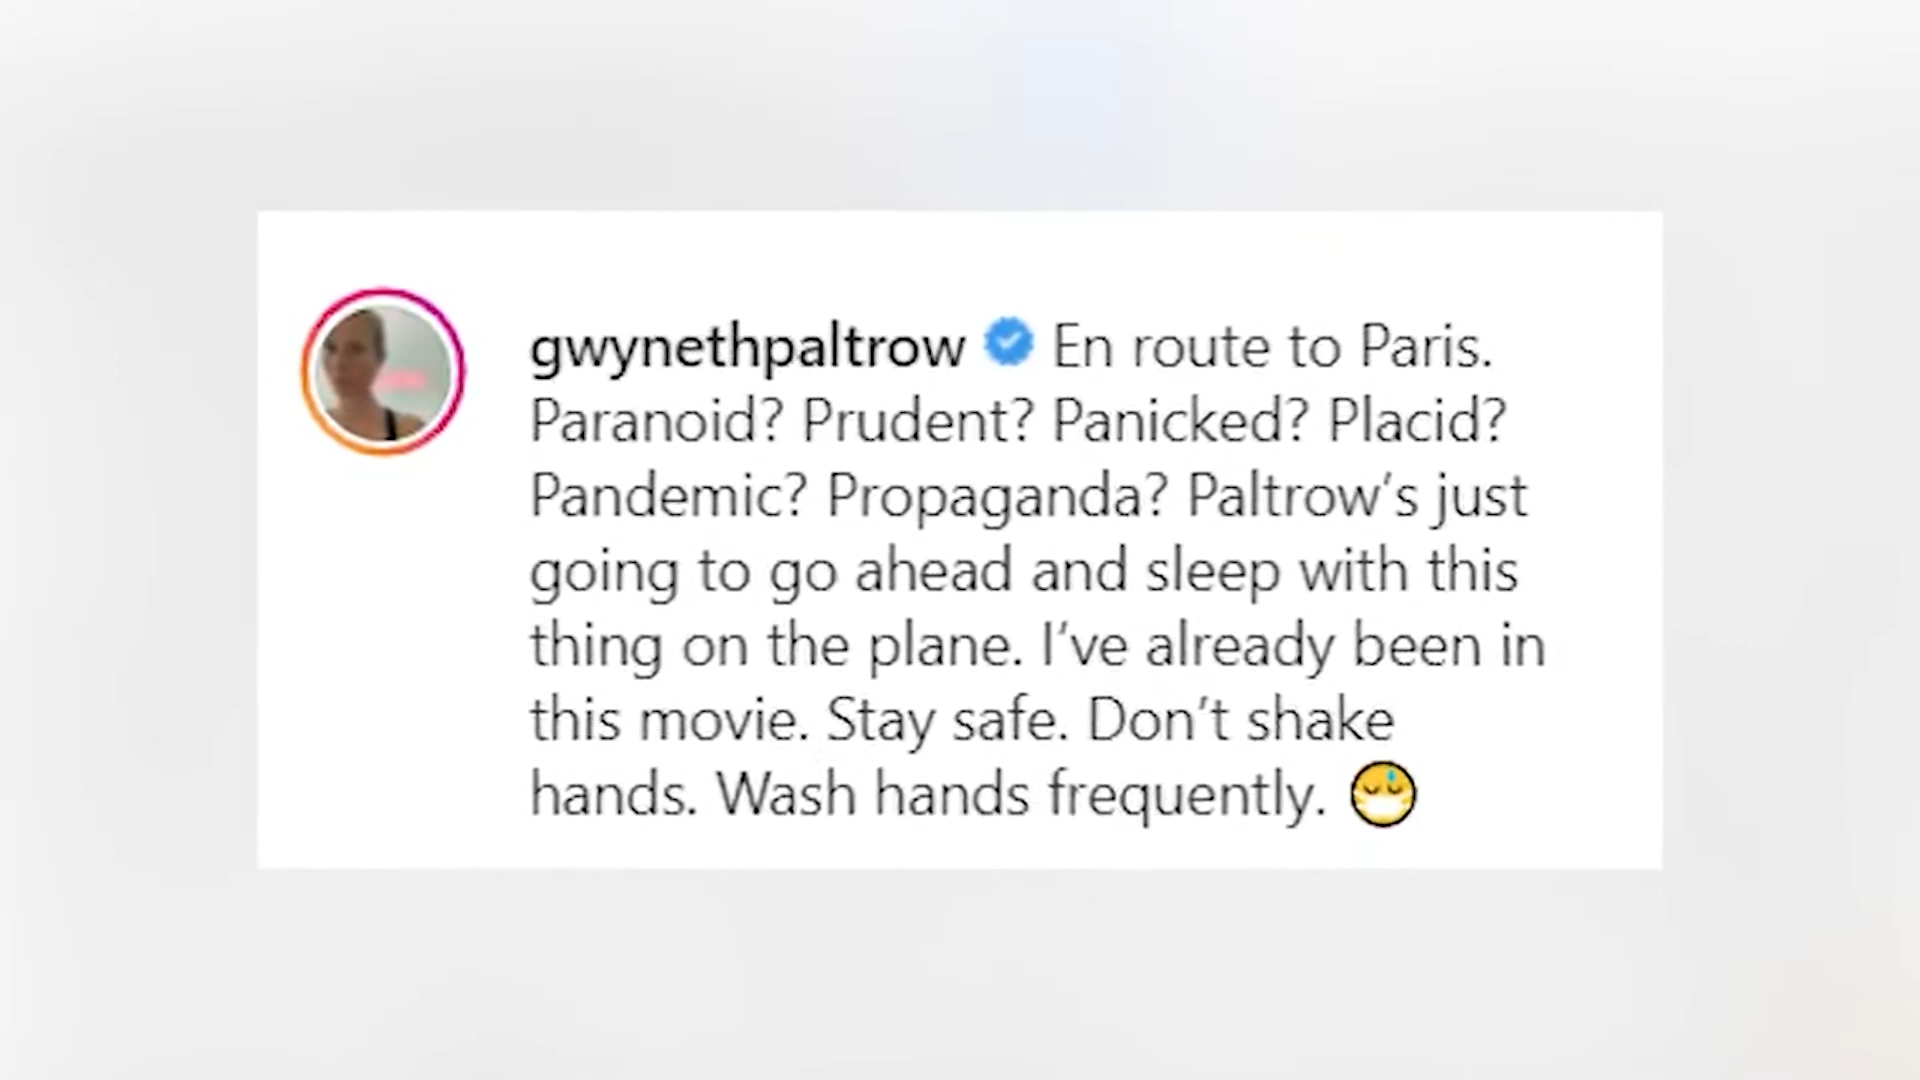 gwynethpaltrow En route to Paris.
Paranoid? Prudent? Panicked? Placid?
Pandemic? Propaganda? Paltrow’s just
going to go ahead and sleep with this
thing on the plane. I’ve already been in
this movie. Stay safe. Don’t shake
hands. Wash hands frequently. 😷